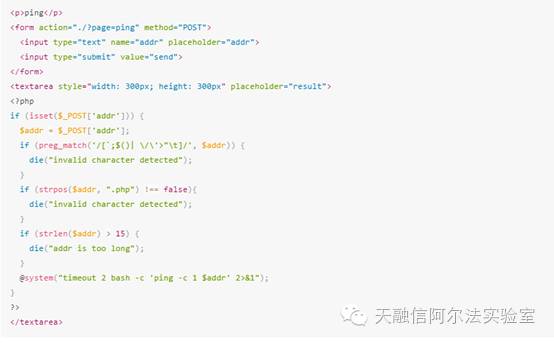 <p>ping</p>
<form action="./?page=ping" method="POST">
  <input type="text" name="addr" placeholder="addr">
  <input type="submit" value="send">
</form>
<textarea style="width: 300px; height: 300px" placeholder="result">
<?php
if (isset($_POST['addr'])) {
  $addr = $_POST['addr'];
  if (preg_match('/[`;$()| \/\'>"\t]/', $addr)) {
    die("invalid character detected");
  }
  if (strpos($addr, ".php") !== false){
    die("invalid character detected");
  }
  if (strlen($addr) > 15) {
    die("addr is too long");
  }
  @system("timeout 2 bash -c 'ping -c 1 $addr' 2>&1");
}
?>
</textarea>
天融信阿尔法实验室